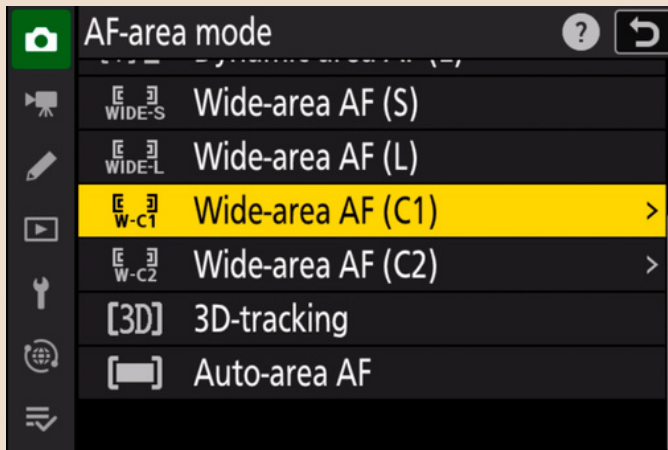 AF-area mode
?
WIDE-S Wide-area AF (S)
WIDE-L Wide-area AF (L)
W-C1 Wide-area AF (C1) >
W-C2 Wide-area AF (C2) >
[3D] 3D-tracking
Auto-area AF